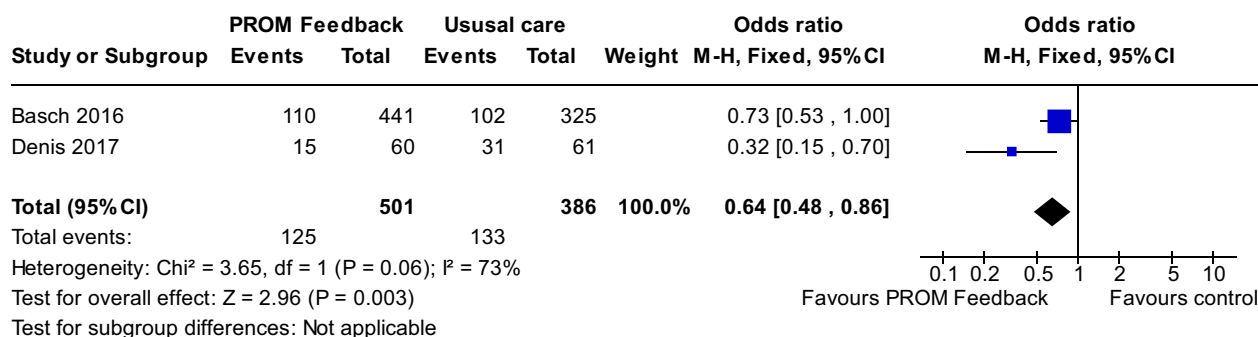 PROM Feedback Ususal care Odds ratio Odds ratio
Study or Subgroup Events Total Events Total Weight M-H, Fixed, 95%CI M-H, Fixed, 95%CI
Basch 2016 110 441 102 325 0.73 [0.53 , 1.00]
Denis 2017 15 60 31 61 0.32 [0.15 , 0.70]
Total (95%CI) 501 386 100.0% 0.64 [0.48 , 0.86]
Total events: 125 133
Heterogeneity: Chi² = 3.65, df = 1 (P = 0.06); I² = 73%
Test for overall effect: Z = 2.96 (P = 0.003)
Test for subgroup differences: Not applicable
0.1 0.2 0.5 1 2 5 10
Favours PROM Feedback Favours control